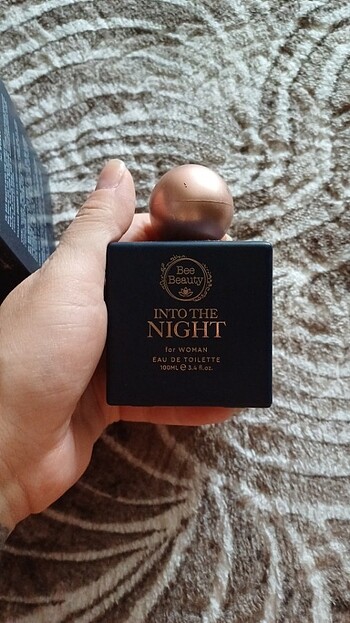 Bee
Beauty
INTO THE
NIGHT
for WOMAN
EAU DE TOILETTE
100ML e 3.4 fl.oz.